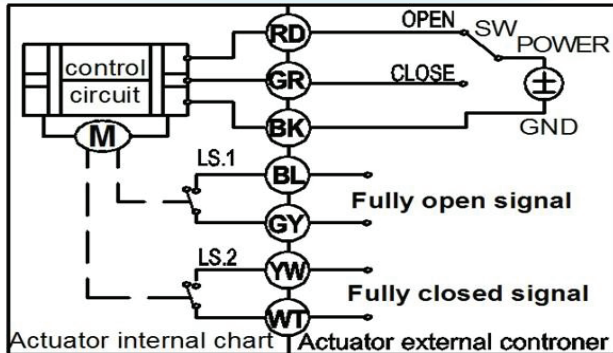 RD OPEN SW
POWER
control GR CLOSE
circuit
±
BK GND
M
LS.1 BL
Fully open signal
GY
LS.2 YW
Fully closed signal
WT
Actuator internal chart Actuator external controner